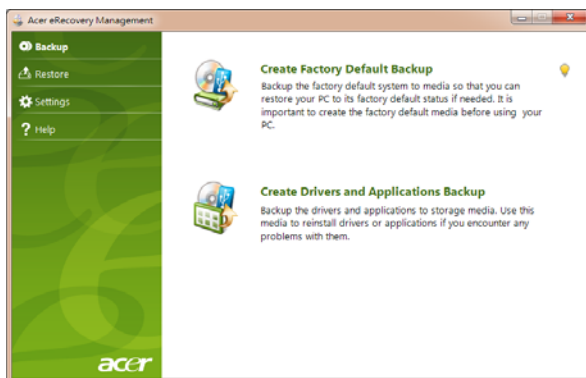 Acer eRecovery Management
Backup
Restore
Settings
Help
Create Factory Default Backup
Backup the factory default system to media so that you can
restore your PC to its factory default status if needed. It is
important to create the factory default media before using your
PC.
Create Drivers and Applications Backup
Backup the drivers and applications to storage media. Use this
media to reinstall drivers or applications if you encounter any
problems with them.
acer